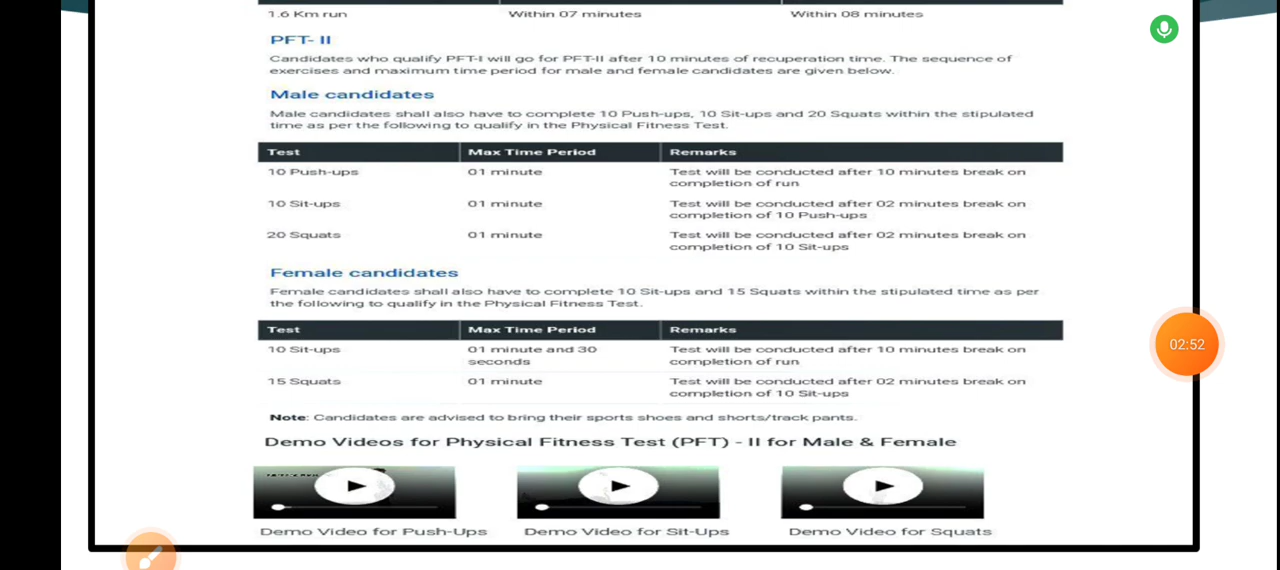 1.6 Km run Within 07 minutes Within 08 minutes
PFT- II
Candidates who qualify PFT-I will go for PFT-II after 10 minutes of recuperation time. The sequence of
exercises and maximum time period for male and female candidates are given below.
Male candidates
Male candidates shall also have to complete 10 Push-ups, 10 Sit-ups and 20 Squats within the stipulated
time as per the following to qualify in the Physical Fitness Test.
Test Max Time Period Remarks
10 Push-ups 01 minute Test will be conducted after 10 minutes break on
completion of run
10 Sit-ups 01 minute Test will be conducted after 02 minutes break on
completion of 10 Push-ups
20 Squats 01 minute Test will be conducted after 02 minutes break on
completion of 10 Sit-ups
Female candidates
Female candidates shall also have to complete 10 Sit-ups and 15 Squats within the stipulated time as per
the following to qualify in the Physical Fitness Test.
Test Max Time Period Remarks
10 Sit-ups 01 minute and 30 Test will be conducted after 10 minutes break on
seconds completion of run
15 Squats 01 minute Test will be conducted after 02 minutes break on
completion of 10 Sit-ups
Note: Candidates are advised to bring their sports shoes and shorts/track pants.
Demo Videos for Physical Fitness Test (PFT) - II for Male & Female
Demo Video for Push-Ups Demo Video for Sit-Ups Demo Video for Squats
02:52